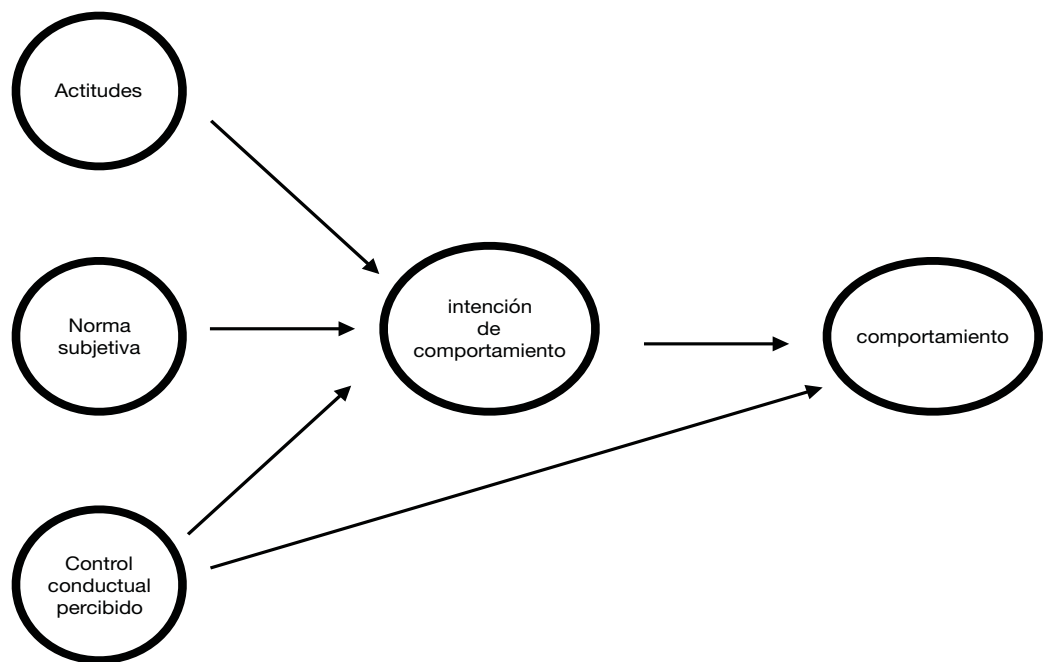 Actitudes
Norma
subjetiva
intención
de
comportamiento
comportamiento
Control
conductual
percibido